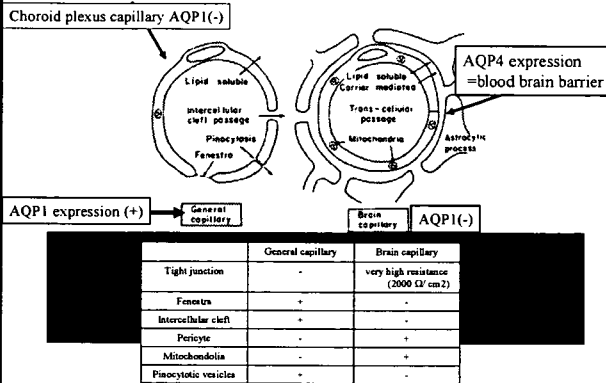 Choroid plexus capillary AQP1(-)
AQP4 expression
=blood brain barrier
Lipid soluble
Intercellular
cleft passage
Pinocytosis
Fenestra
Lipid soluble
Carrier mediated
Trans-cellular
passage
Mitochondria
Astrocytic
process
AQP1 expression (+)
General
capillary
Brain
capillary
AQP1(-)
General capillary Brain capillary
Tight junction - very high resistance
(2000 Ω/ cm2)
Fenestra + -
Intercellular cleft + -
Pericyte - +
Mitochondolia - +
Pinocytotic vesicles + -